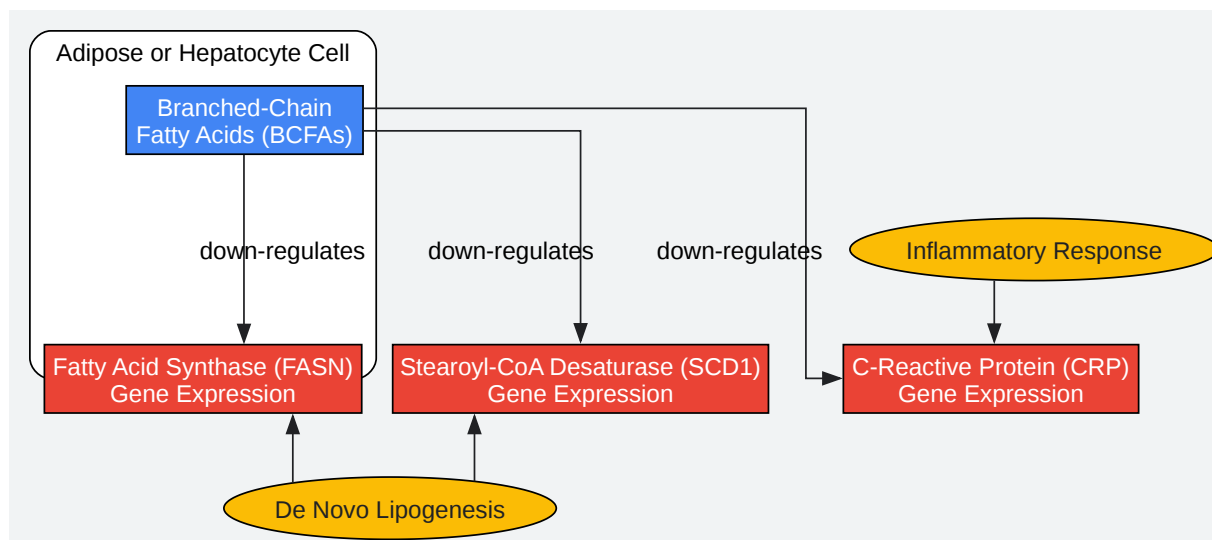 Adipose or Hepatocyte Cell
Branched-Chain
Fatty Acids (BCFAs)
down-regulates
down-regulates
down-regulates
Inflammatory Response
Fatty Acid Synthase (FASN)
Gene Expression
Stearoyl-CoA Desaturase (SCD1)
Gene Expression
C-Reactive Protein (CRP)
Gene Expression
De Novo Lipogenesis